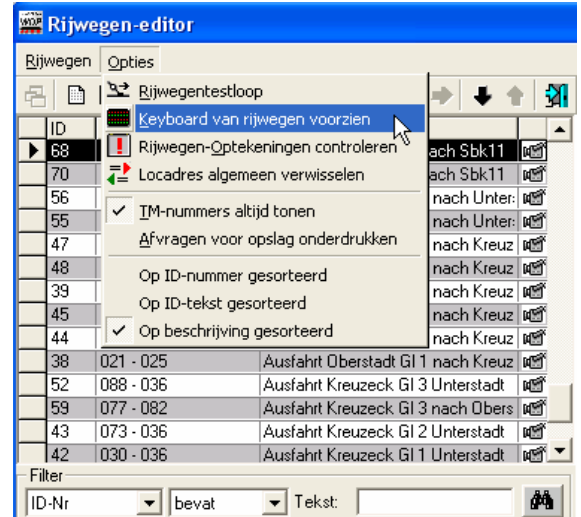 WDP Rijwegen-editor
Rijwegen Opties
Rijwegentestloop
Keyboard van rijwegen voorzien
Rijwegen-Optekeningen controleren
Locadres algemeen verwisselen
TM-nummers altijd tonen
Afvragen voor opslag onderdrukken
Op ID-nummer gesorteerd
Op ID-tekst gesorteerd
Op beschrijving gesorteerd
ID
68 ach Sbk11
70 ach Sbk11
56 nach Unter
55 nach Unter
47 nach Kreuz
48 nach Kreuz
39 nach Kreuz
45 nach Kreuz
44 nach Kreuz
38 021 - 025 Ausfahrt Oberstadt Gl 1 nach Kreuz
52 088 - 036 Ausfahrt Kreuzeck Gl 3 Unterstadt
59 077 - 082 Ausfahrt Kreuzeck Gl 3 nach Obers
43 073 - 036 Ausfahrt Kreuzeck Gl 2 Unterstadt
42 030 - 036 Ausfahrt Kreuzeck Gl 1 Unterstadt
Filter
ID-Nr bevat Tekst: